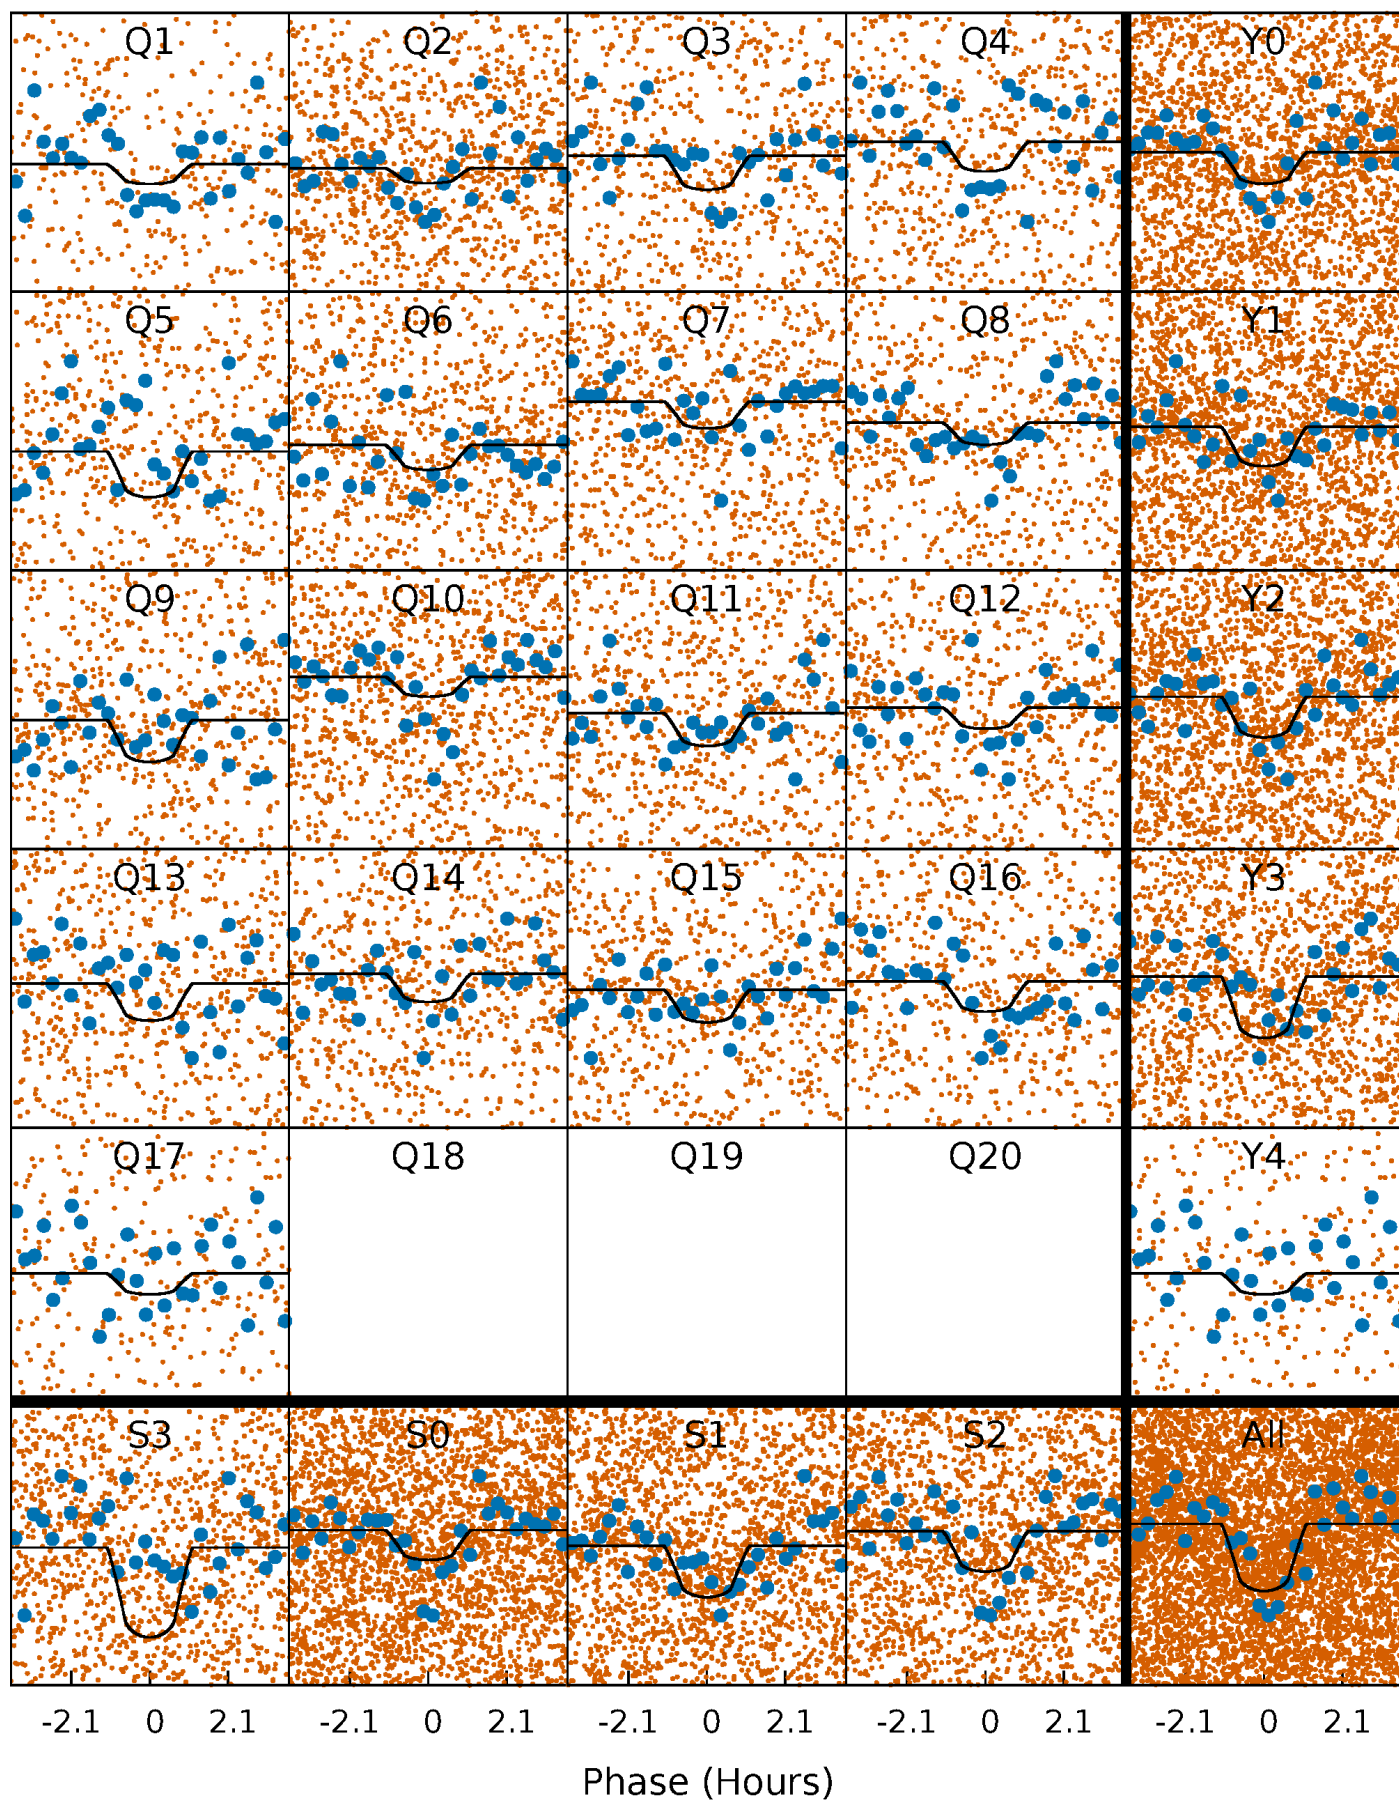 Q1 Q2 Q3 Q4 Y0
Q5 Q6 Q7 Q8 Y1
Q9 Q10 Q11 Q12 Y2
Q13 Q14 Q15 Q16 Y3
Q17 Q18 Q19 Q20 Y4
S3 S0 S1 S2 All
-2.1 0 2.1 -2.1 0 2.1 -2.1 0 2.1 -2.1 0 2.1 -2.1 0 2.1
Phase (Hours)